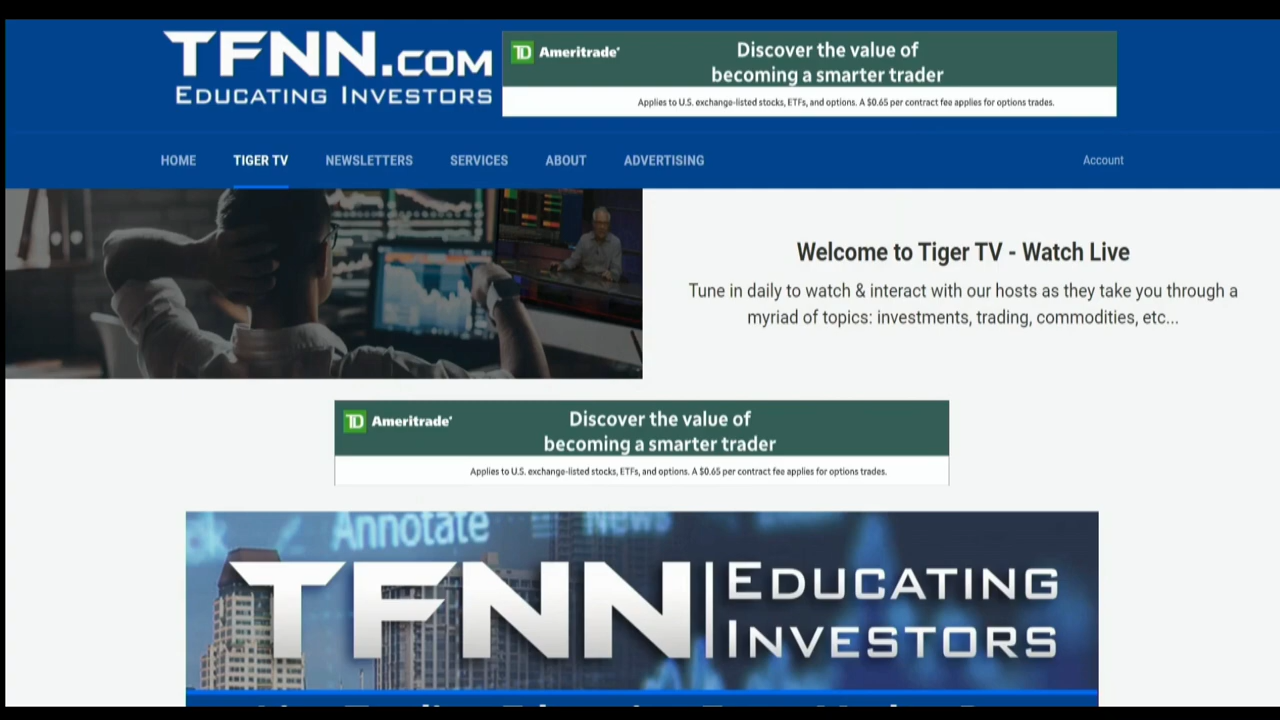 TFNN.COM
EDUCATING INVESTORS
TD Ameritrade
Discover the value of
becoming a smarter trader
Applies to U.S. exchange-listed stocks, ETFs, and options. A $0.65 per contract fee applies for options trades.
HOME TIGER TV NEWSLETTERS SERVICES ABOUT ADVERTISING Account
Welcome to Tiger TV - Watch Live
Tune in daily to watch & interact with our hosts as they take you through a
myriad of topics: investments, trading, commodities, etc...
TD Ameritrade
Discover the value of
becoming a smarter trader
Applies to U.S. exchange-listed stocks, ETFs, and options. A $0.65 per contract fee applies for options trades.
Annotate News
TFNN EDUCATING
INVESTORS